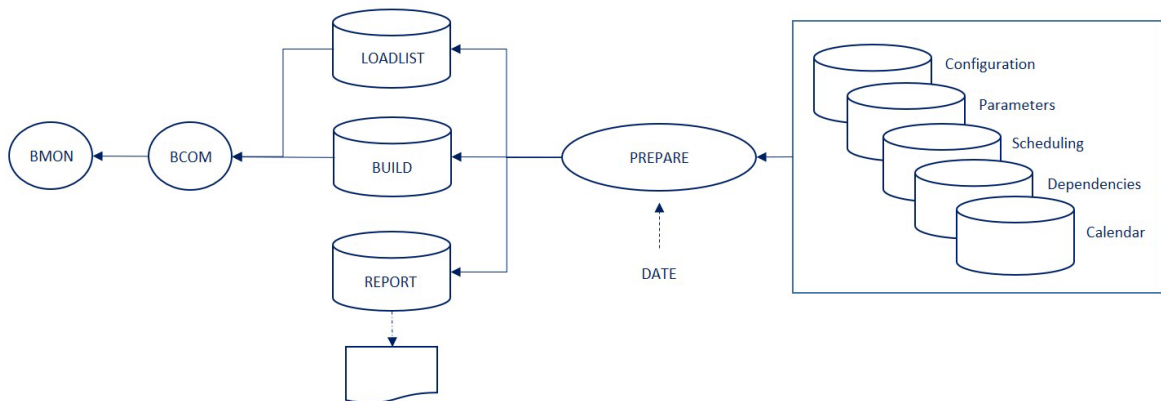 LOADLIST
Configuration
Parameters
Scheduling
BMON
BCOM
BUILD
PREPARE
Dependencies
Calendar
REPORT
DATE